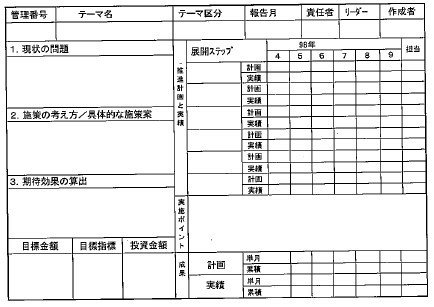 管理番号 テーマ名 テーマ区分 報告月 責任者 リーダー 作成者
1. 現状の問題
・推進計画と実績
展開ステップ 98年 担当
4 5 6 7 8 9
計画
実績
計画
実績
2. 施策の考え方/具体的な施策案
計画
実績
計画
実績
計画
実績
計画
実績
3. 期待効果の算出
実施ポイント
目標金額 目標指標 投資金額
成果
計画 単月
累積
実績 単月
累積